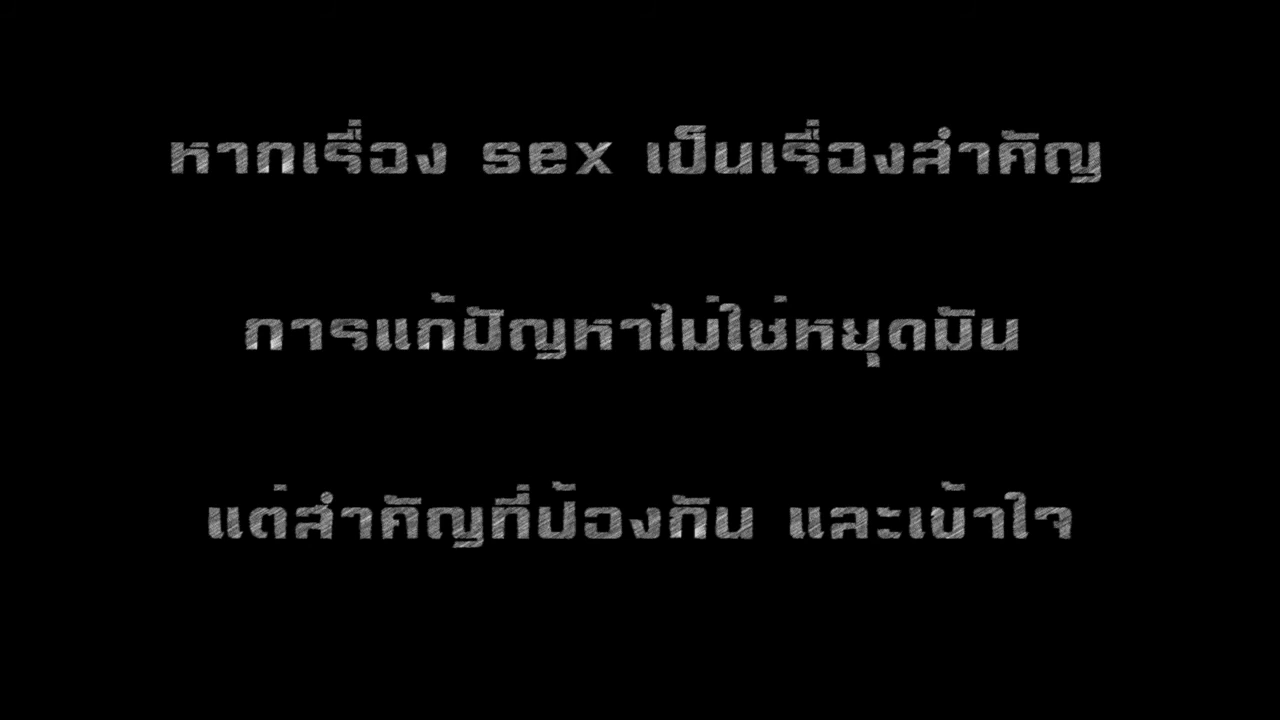 หากเรื่อง sex เป็นเรื่องสำคัญ
การแก้ปัญหาไม่ใช่หยุดมัน
แต่สำคัญที่ป้องกัน และเข้าใจ